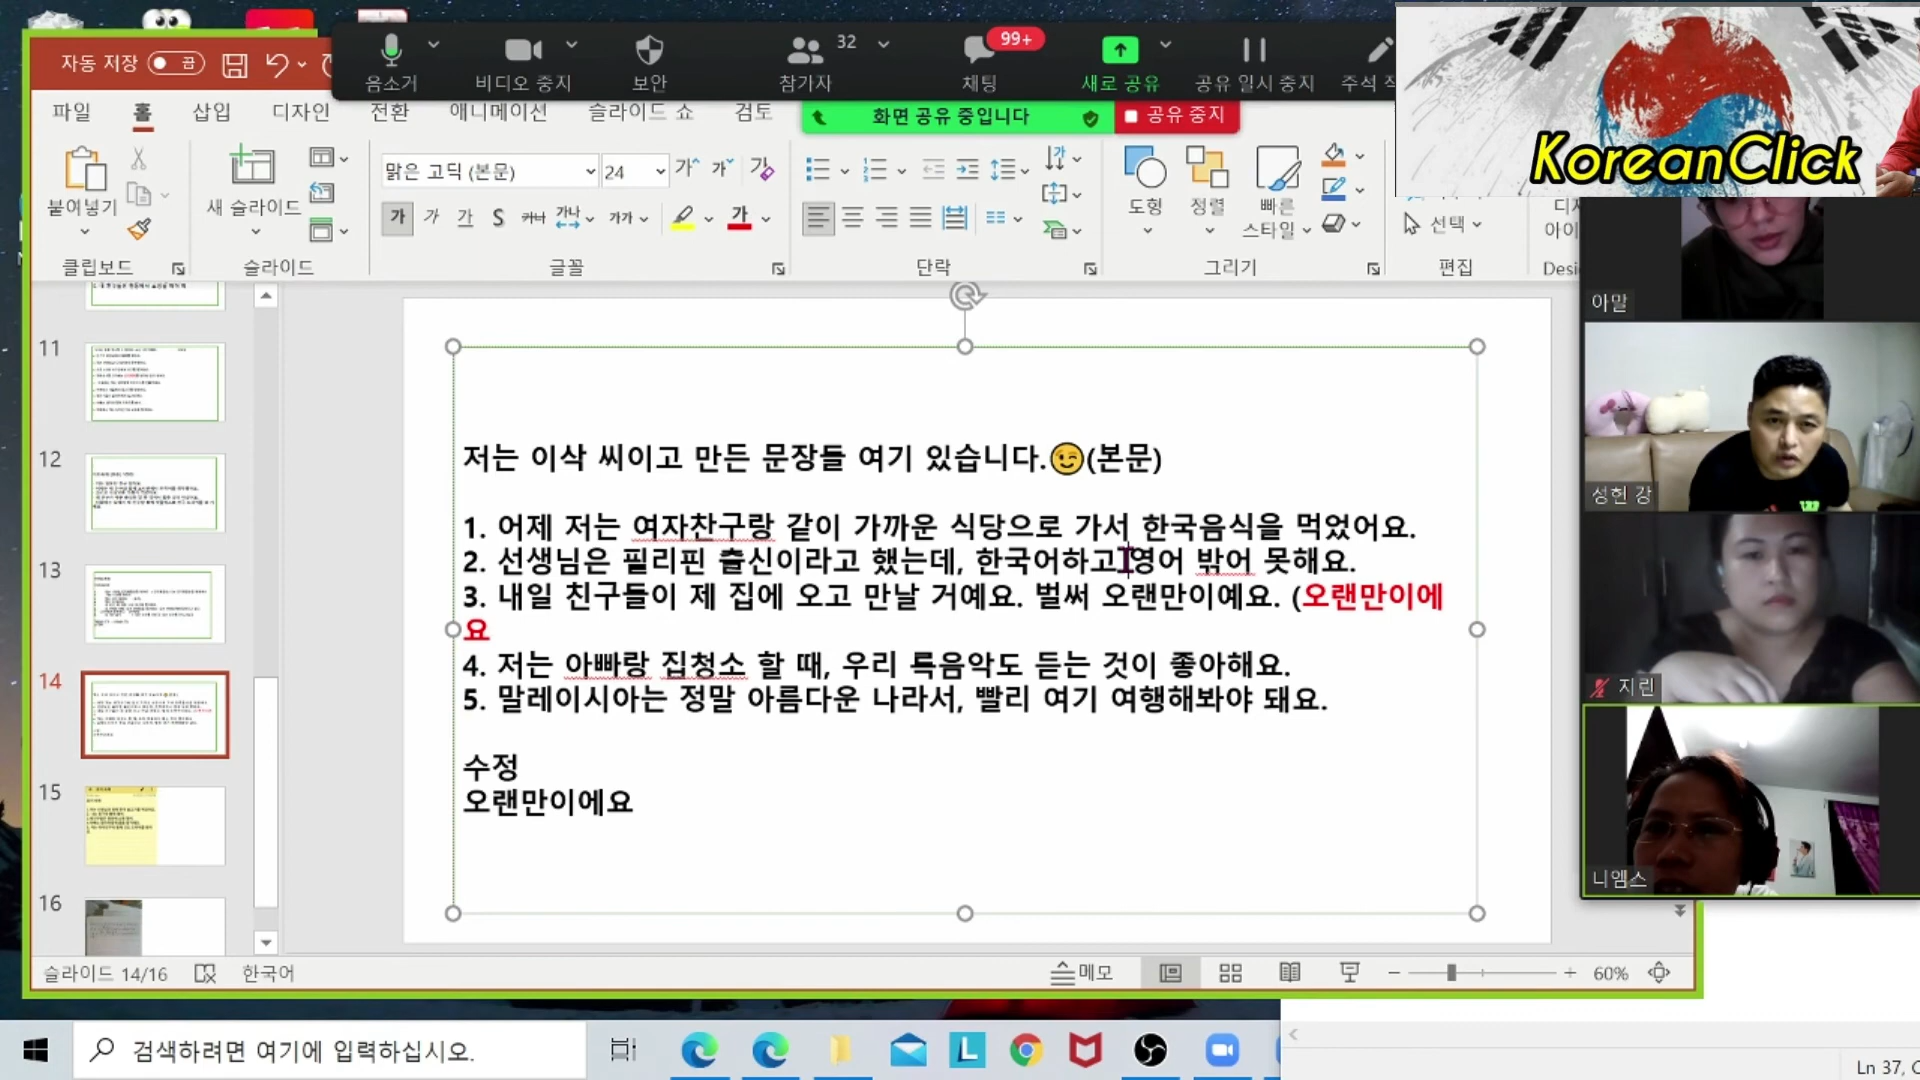 음소거
비디오 중지
보안
참가자
32
채팅
99+
새로 공유
공유 일시 중지
화면 공유 중입니다
공유 중지
KoreanClick
자동 저장
끔
파일
홈
삽입
디자인
전환
애니메이션
슬라이드 쇼
검토
붙여넣기
클립보드
새 슬라이드
슬라이드
맑은 고딕 (본문)
24
글꼴
단락
도형
정렬
빠른
스타일
그리기
선택
편집
11
12
13
14
15
16
저는 이삭 씨이고 만든 문장들 여기 있습니다.😉(본문)
1. 어제 저는 여자찬구랑 같이 가까운 식당으로 가서 한국음식을 먹었어요.
2. 선생님은 필리핀 출신이라고 했는데, 한국어하고 영어 밖어 못해요.
3. 내일 친구들이 제 집에 오고 만날 거예요. 벌써 오랜만이예요. (오랜만이에
요
4. 저는 아빠랑 집청소 할 때, 우리 록음악도 듣는 것이 좋아해요.
5. 말레이시아는 정말 아름다운 나라서, 빨리 여기 여행해봐야 돼요.
수정
오랜만이에요
아말
성헌 강
지린
니엠스
슬라이드 14/16
한국어
메모
60%
검색하려면 여기에 입력하십시오.
Ln 37,